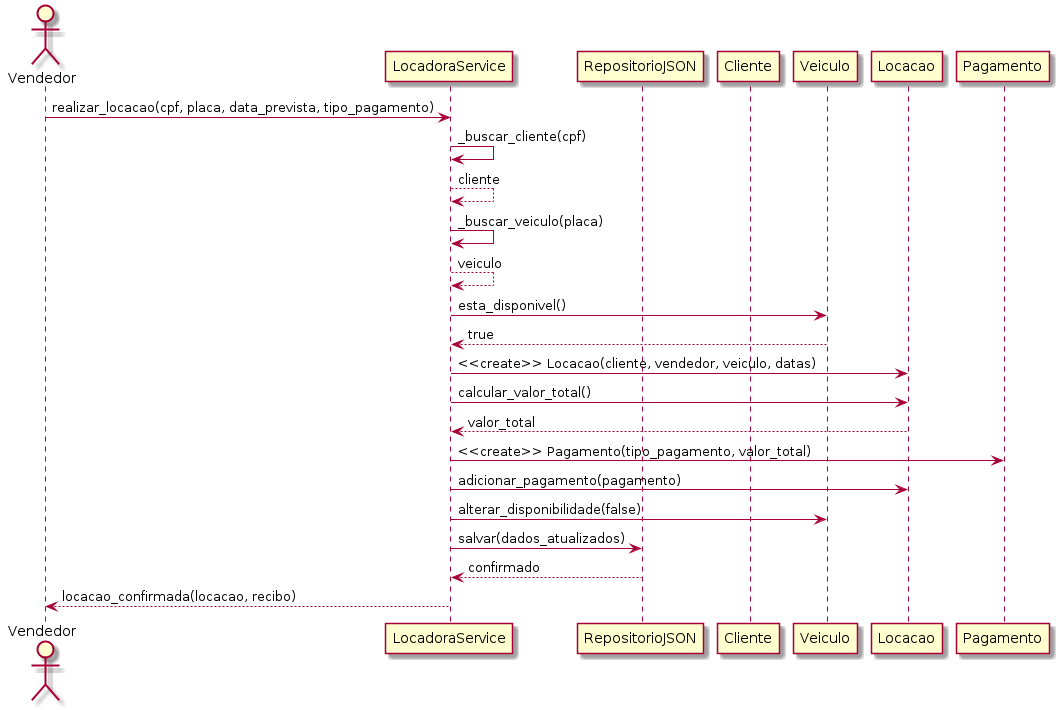 Vendedor
LocadoraService
RepositorioJSON
Cliente
Veiculo
Locacao
Pagamento
realizar_locacao(cpf, placa, data_prevista, tipo_pagamento)
_buscar_cliente(cpf)
cliente
_buscar_veiculo(placa)
veiculo
esta_disponivel()
true
<<create>> Locacao(cliente, vendedor, veiculo, datas)
calcular_valor_total()
valor_total
<<create>> Pagamento(tipo_pagamento, valor_total)
adicionar_pagamento(pagamento)
alterar_disponibilidade(false)
salvar(dados_atualizados)
confirmado
locacao_confirmada(locacao, recibo)
Vendedor
LocadoraService
RepositorioJSON
Cliente
Veiculo
Locacao
Pagamento